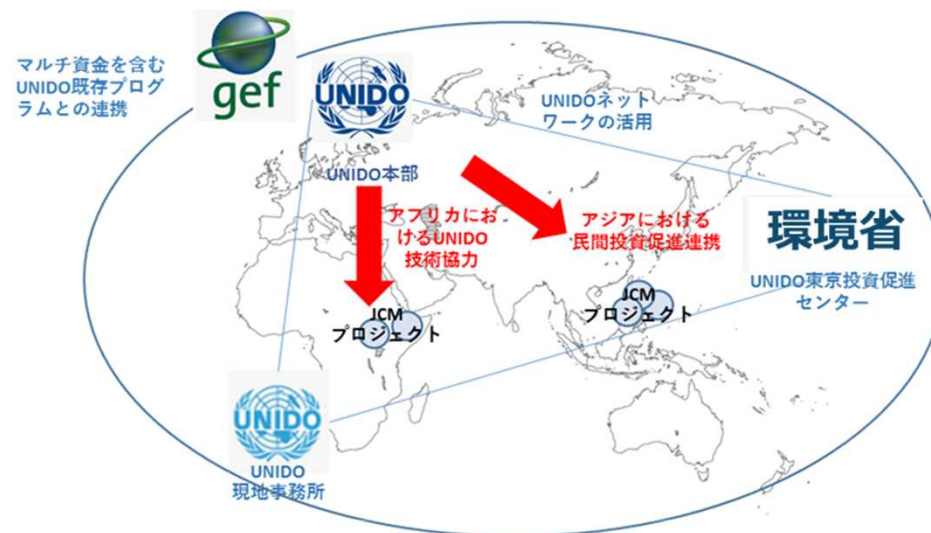 マルチ資金を含む
UNIDO既存プログ
ラムとの連携
gef
UNIDO
UNIDO本部
UNIDOネット
ワークの活用
アフリカにお
けるUNIDO
技術協力
アジアにおける
民間投資促進連携
環境省
UNIDO東京投資促進
センター
JCM
プロジェクト
JCM
プロジェクト
UNIDO
UNIDO
現地事務所